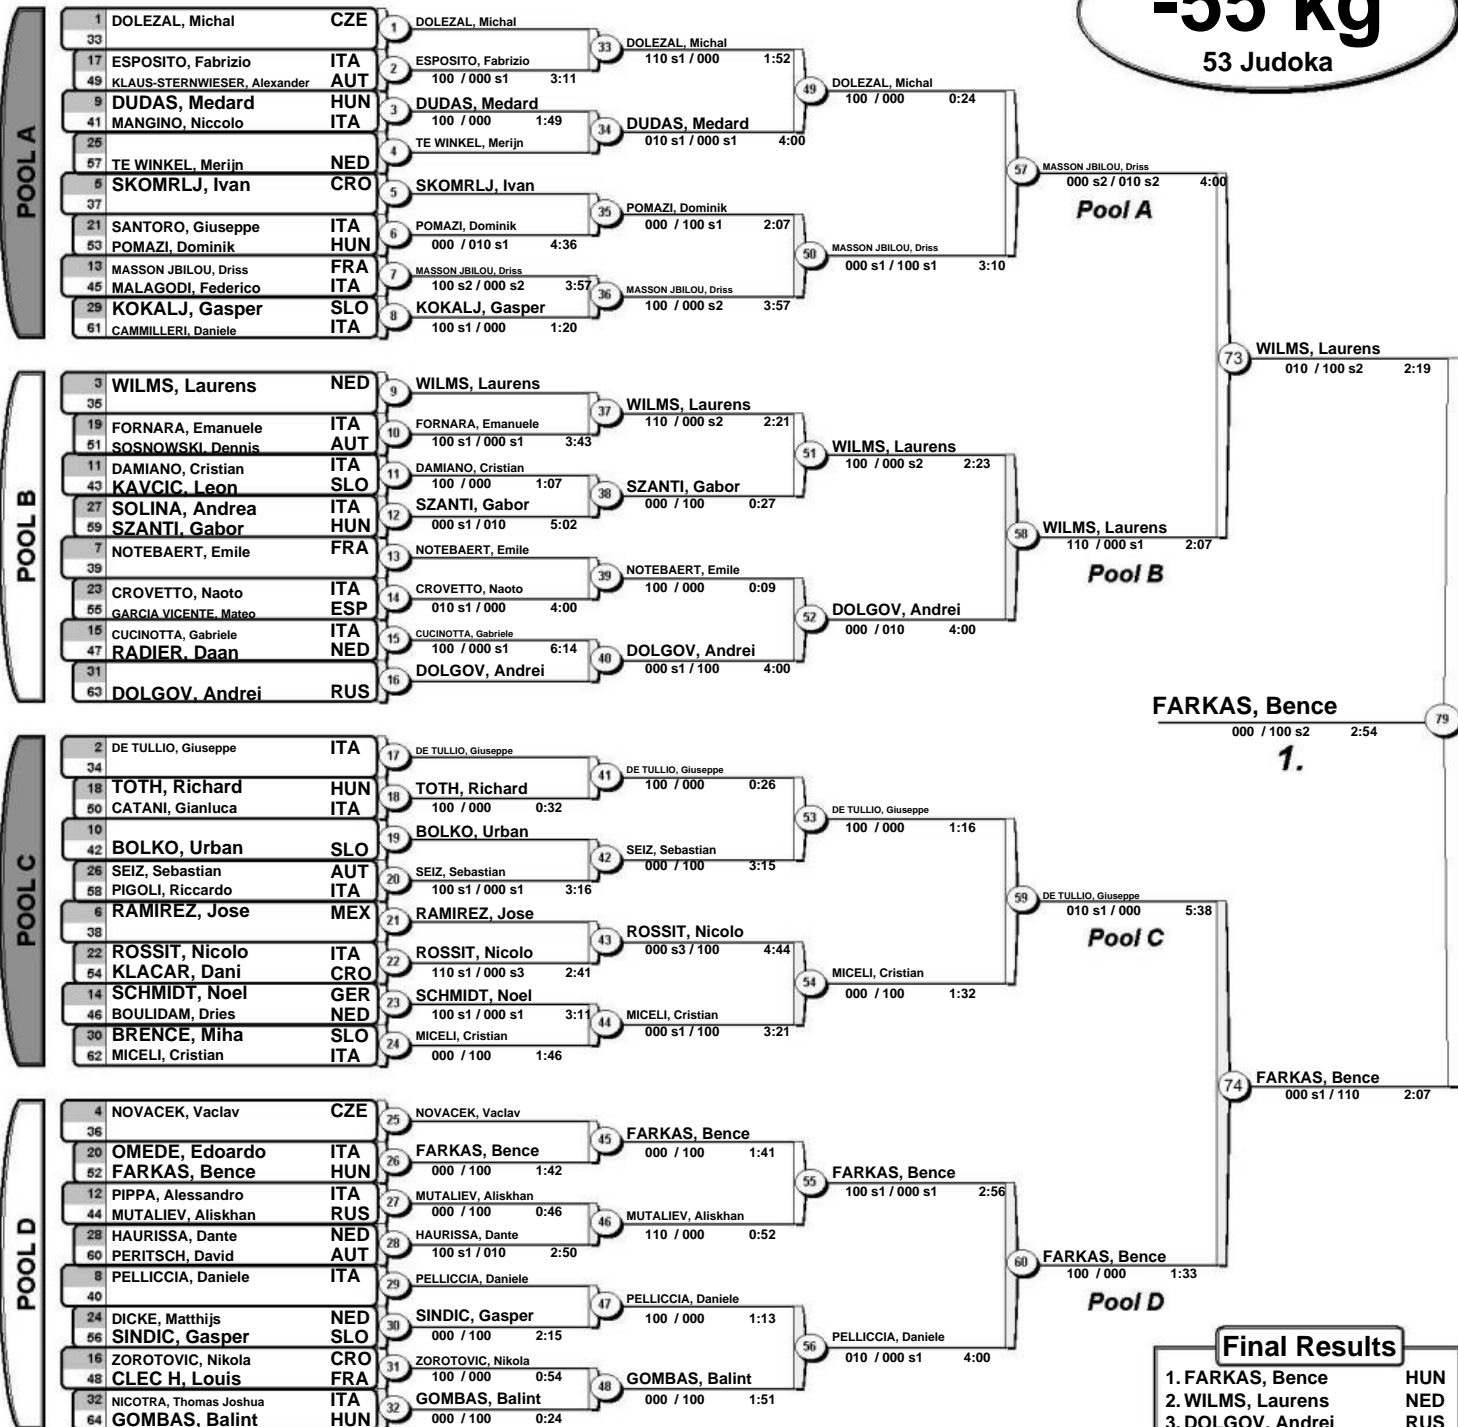 -55 kg
53 Judoka
POOL A
1 DOLEZAL, Michal CZE
33
17 ESPOSITO, Fabrizio ITA
49 KLAUS-STERNWIESER, Alexander AUT
9 DUDAS, Medard HUN
41 MANGINO, Niccolo ITA
25
57 TE WINKEL, Merijn NED
5 SKOMRLJ, Ivan CRO
37
21 SANTORO, Giuseppe ITA
53 POMAZI, Dominik HUN
13 MASSON JBILOU, Driss FRA
45 MALAGODI, Federico ITA
29 KOKALJ, Gasper SLO
61 CAMMILLERI, Daniele ITA
1 DOLEZAL, Michal
2 ESPOSITO, Fabrizio
100 / 000 s1 3:11
3 DUDAS, Medard
100 / 000 1:49
4 TE WINKEL, Merijn
5 SKOMRLJ, Ivan
6 POMAZI, Dominik
000 / 010 s1 4:36
7 MASSON JBILOU, Driss
100 s2 / 000 s2 3:57
8 KOKALJ, Gasper
100 s1 / 000 1:20
33 DOLEZAL, Michal
110 s1 / 000 1:52
34 DUDAS, Medard
010 s1 / 000 s1 4:00
35 POMAZI, Dominik
000 / 100 s1 2:07
36 MASSON JBILOU, Driss
100 / 000 s2 3:57
49 DOLEZAL, Michal
100 / 000 0:24
50 MASSON JBILOU, Driss
000 s1 / 100 s1 3:10
57 MASSON JBILOU, Driss
000 s2 / 010 s2 4:00
Pool A
POOL B
3 WILMS, Laurens NED
35
19 FORNARA, Emanuele ITA
51 SOSNOWSKI, Dennis AUT
11 DAMIANO, Cristian ITA
43 KAVCIC, Leon SLO
27 SOLINA, Andrea ITA
59 SZANTI, Gabor HUN
7 NOTEBAERT, Emile FRA
39
23 CROVETTO, Naoto ITA
55 GARCIA VICENTE, Mateo ESP
15 CUCINOTTA, Gabriele ITA
47 RADIER, Daan NED
31
63 DOLGOV, Andrei RUS
9 WILMS, Laurens
10 FORNARA, Emanuele
100 s1 / 000 s1 3:43
11 DAMIANO, Cristian
100 / 000 1:07
12 SZANTI, Gabor
000 s1 / 010 5:02
13 NOTEBAERT, Emile
14 CROVETTO, Naoto
010 s1 / 000 4:00
15 CUCINOTTA, Gabriele
100 / 000 s1 6:14
16 DOLGOV, Andrei
37 WILMS, Laurens
110 / 000 s2 2:21
38 SZANTI, Gabor
000 / 100 0:27
39 NOTEBAERT, Emile
100 / 000 0:09
40 DOLGOV, Andrei
000 s1 / 100 4:00
51 WILMS, Laurens
100 / 000 s2 2:23
52 DOLGOV, Andrei
000 / 010 4:00
58 WILMS, Laurens
110 / 000 s1 2:07
Pool B
73 WILMS, Laurens
010 / 100 s2 2:19
FARKAS, Bence 79
000 / 100 s2 2:54
1.
POOL C
2 DE TULLIO, Giuseppe ITA
34
18 TOTH, Richard HUN
50 CATANI, Gianluca ITA
10
42 BOLKO, Urban SLO
26 SEIZ, Sebastian AUT
58 PIGOLI, Riccardo ITA
6 RAMIREZ, Jose MEX
38
22 ROSSIT, Nicolo ITA
54 KLACAR, Dani CRO
14 SCHMIDT, Noel GER
46 BOULIDAM, Dries NED
30 BRENCE, Miha SLO
62 MICELI, Cristian ITA
17 DE TULLIO, Giuseppe
18 TOTH, Richard
100 / 000 0:32
19 BOLKO, Urban
20 SEIZ, Sebastian
100 s1 / 000 s1 3:16
21 RAMIREZ, Jose
22 ROSSIT, Nicolo
110 s1 / 000 s3 2:41
23 SCHMIDT, Noel
100 s1 / 000 s1 3:11
24 MICELI, Cristian
000 / 100 1:46
41 DE TULLIO, Giuseppe
100 / 000 0:26
42 SEIZ, Sebastian
000 / 100 3:15
43 ROSSIT, Nicolo
000 s3 / 100 4:44
44 MICELI, Cristian
000 s1 / 100 3:21
53 DE TULLIO, Giuseppe
100 / 000 1:16
54 MICELI, Cristian
000 / 100 1:32
59 DE TULLIO, Giuseppe
010 s1 / 000 5:38
Pool C
74 FARKAS, Bence
000 s1 / 110 2:07
POOL D
4 NOVACEK, Vaclav CZE
36
20 OMEDE, Edoardo ITA
52 FARKAS, Bence HUN
12 PIPPA, Alessandro ITA
44 MUTALIEV, Aliskhan RUS
28 HAURISSA, Dante NED
60 PERITSCH, David AUT
8 PELLICCIA, Daniele ITA
40
24 DICKE, Matthijs NED
56 SINDIC, Gasper SLO
16 ZOROTOVIC, Nikola CRO
48 CLEC H, Louis FRA
32 NICOTRA, Thomas Joshua ITA
64 GOMBAS, Balint HUN
25 NOVACEK, Vaclav
26 FARKAS, Bence
000 / 100 1:42
27 MUTALIEV, Aliskhan
000 / 100 0:46
28 HAURISSA, Dante
100 s1 / 010 2:50
29 PELLICCIA, Daniele
30 SINDIC, Gasper
000 / 100 2:15
31 ZOROTOVIC, Nikola
100 / 000 0:54
32 GOMBAS, Balint
000 / 100 0:24
45 FARKAS, Bence
000 / 100 1:41
46 MUTALIEV, Aliskhan
110 / 000 0:52
47 PELLICCIA, Daniele
100 / 000 1:13
48 GOMBAS, Balint
000 / 100 1:51
55 FARKAS, Bence
100 s1 / 000 s1 2:56
56 PELLICCIA, Daniele
010 / 000 s1 4:00
60 FARKAS, Bence
100 / 000 1:33
Pool D
Final Results
1. FARKAS, Bence HUN
2. WILMS, Laurens NED
3. DOLGOV, Andrei RUS